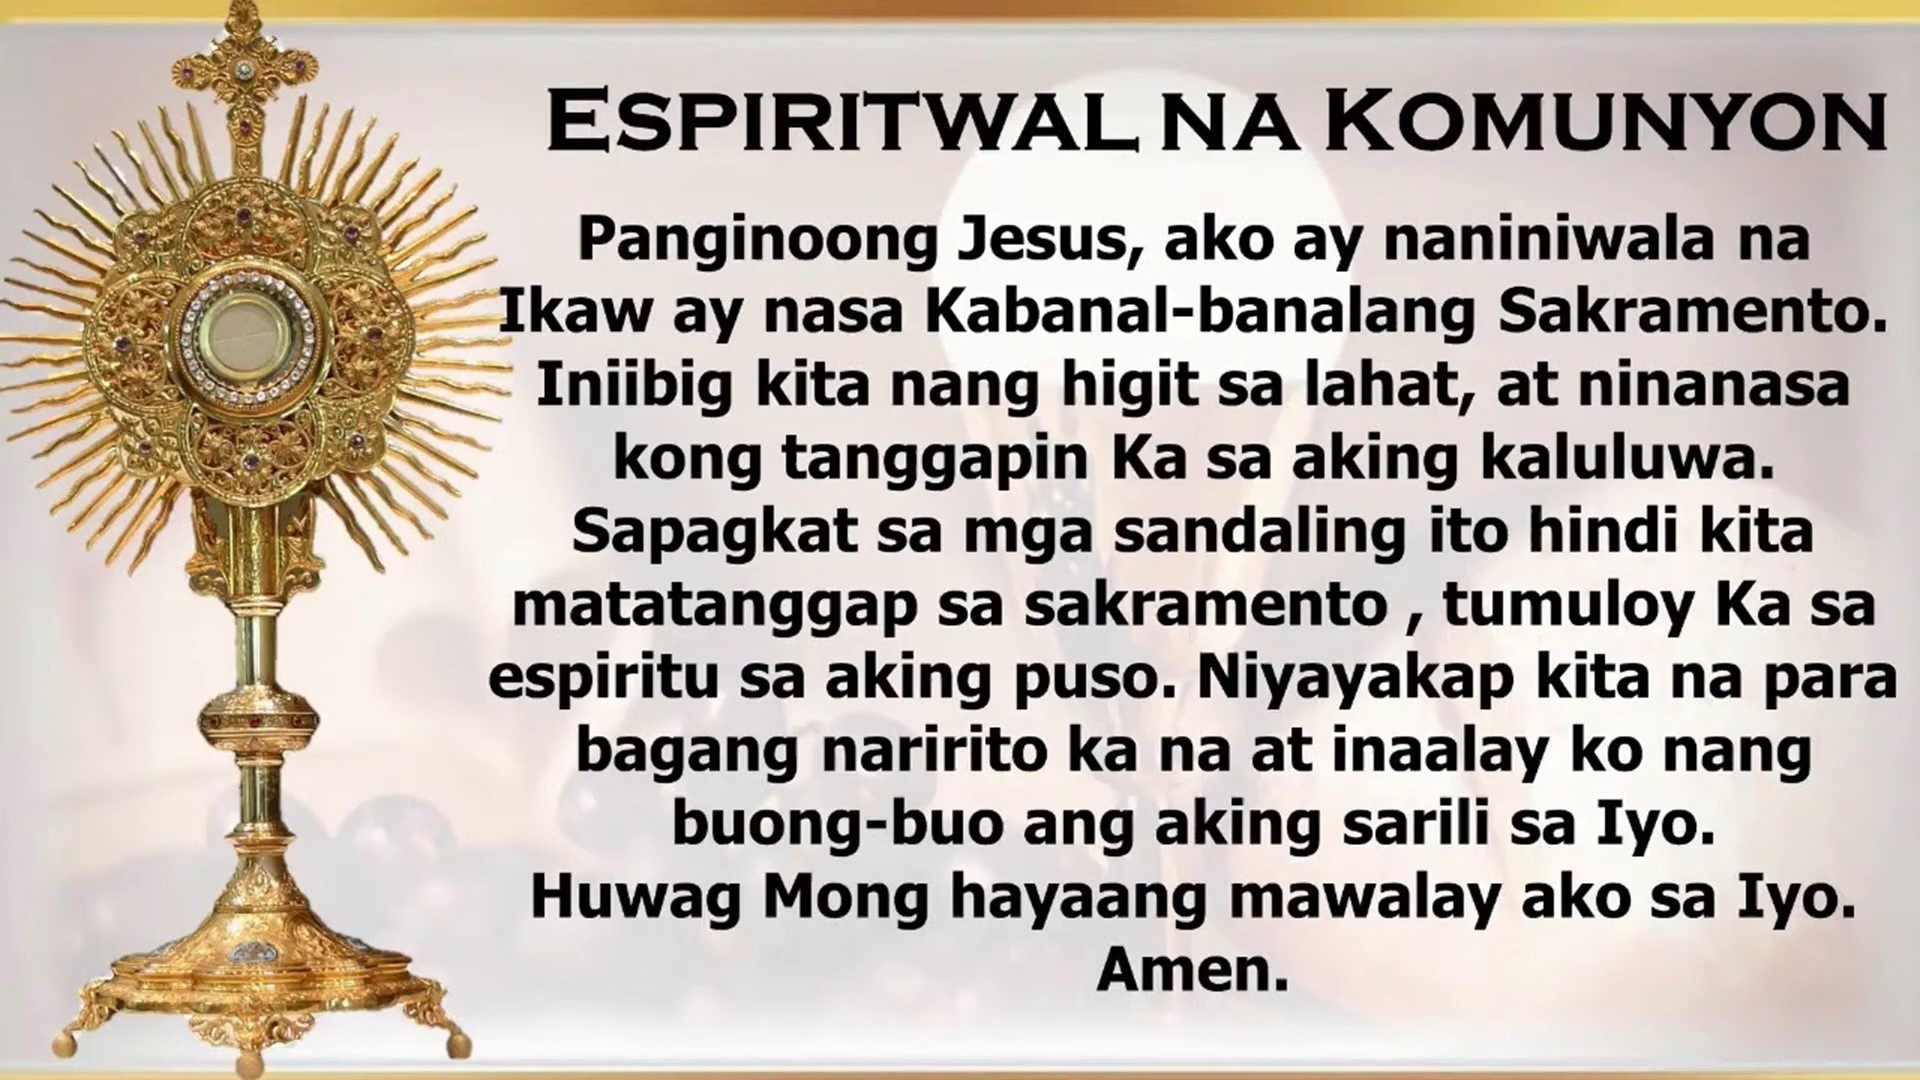 ESPIRITWAL NA KOMUNYON
Panginoong Jesus, ako ay naniniwala na
Ikaw ay nasa Kabanal-banalang Sakramento.
Iniibig kita nang higit sa lahat, at ninanasa
kong tanggapin Ka sa aking kaluluwa.
Sapagkat sa mga sandaling ito hindi kita
matatanggap sa sakramento , tumuloy Ka sa
espiritu sa aking puso. Niyayakap kita na para
bagang naririto ka na at inaalay ko nang
buong-buo ang aking sarili sa Iyo.
Huwag Mong hayaang mawalay ako sa Iyo.
Amen.